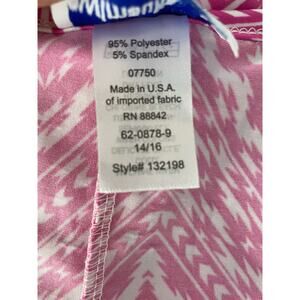 95% Polyester
5% Spandex
07750
Made in U.S.A.
of imported fabric
RN 88842
62-0878-9
14/16
Style# 132198